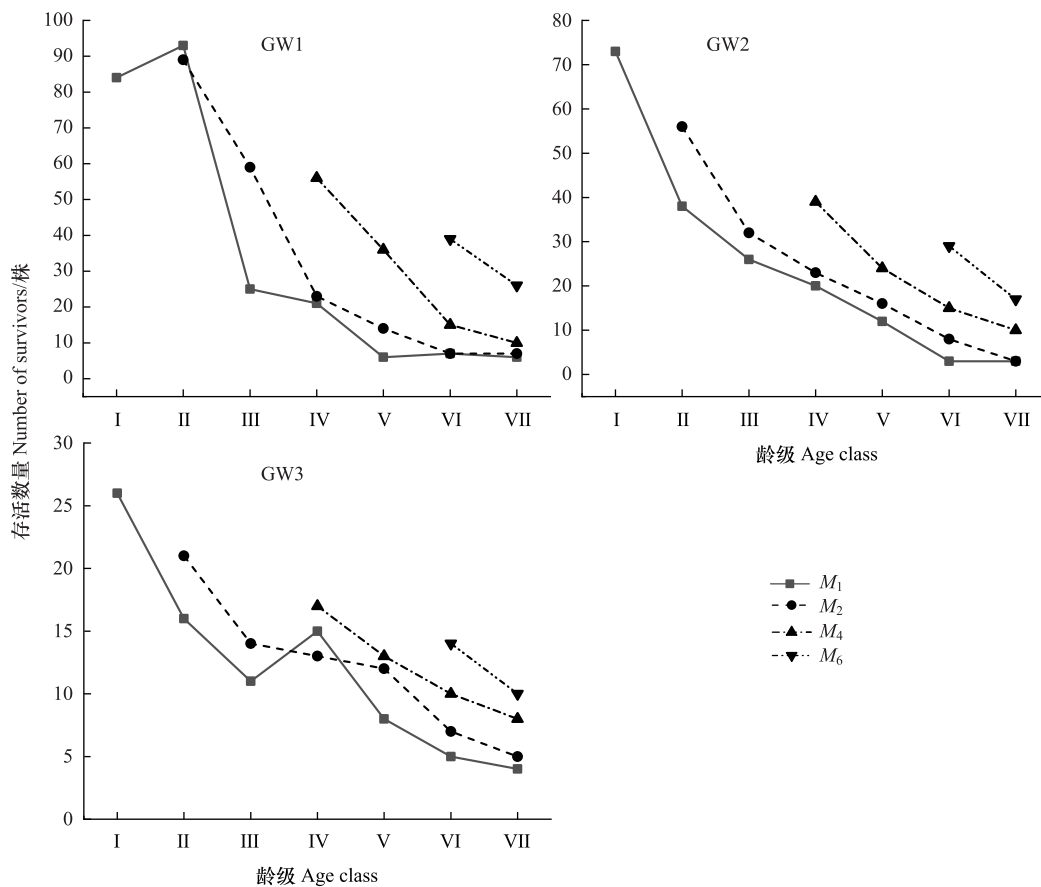 GW1
100
90
80
70
60
50
40
30
20
10
0
I II III IV V VI VII
GW2
80
70
60
50
40
30
20
10
0
I II III IV V VI VII
龄级 Age class
存活数量 Number of survivors/株
GW3
30
25
20
15
10
5
0
I II III IV V VI VII
龄级 Age class
M1
M2
M4
M6